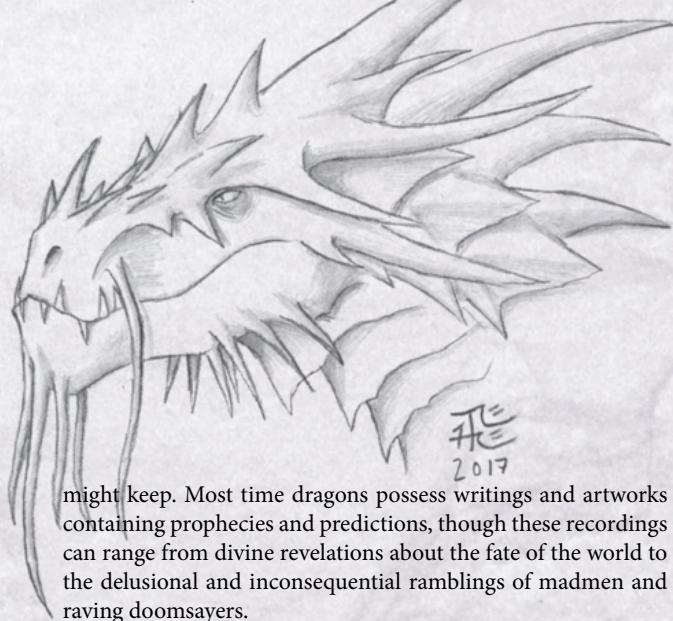 2017
might keep. Most time dragons possess writings and artworks
containing prophecies and predictions, though these recordings
can range from divine revelations about the fate of the world to
the delusional and inconsequential ramblings of madmen and
raving doomsayers.